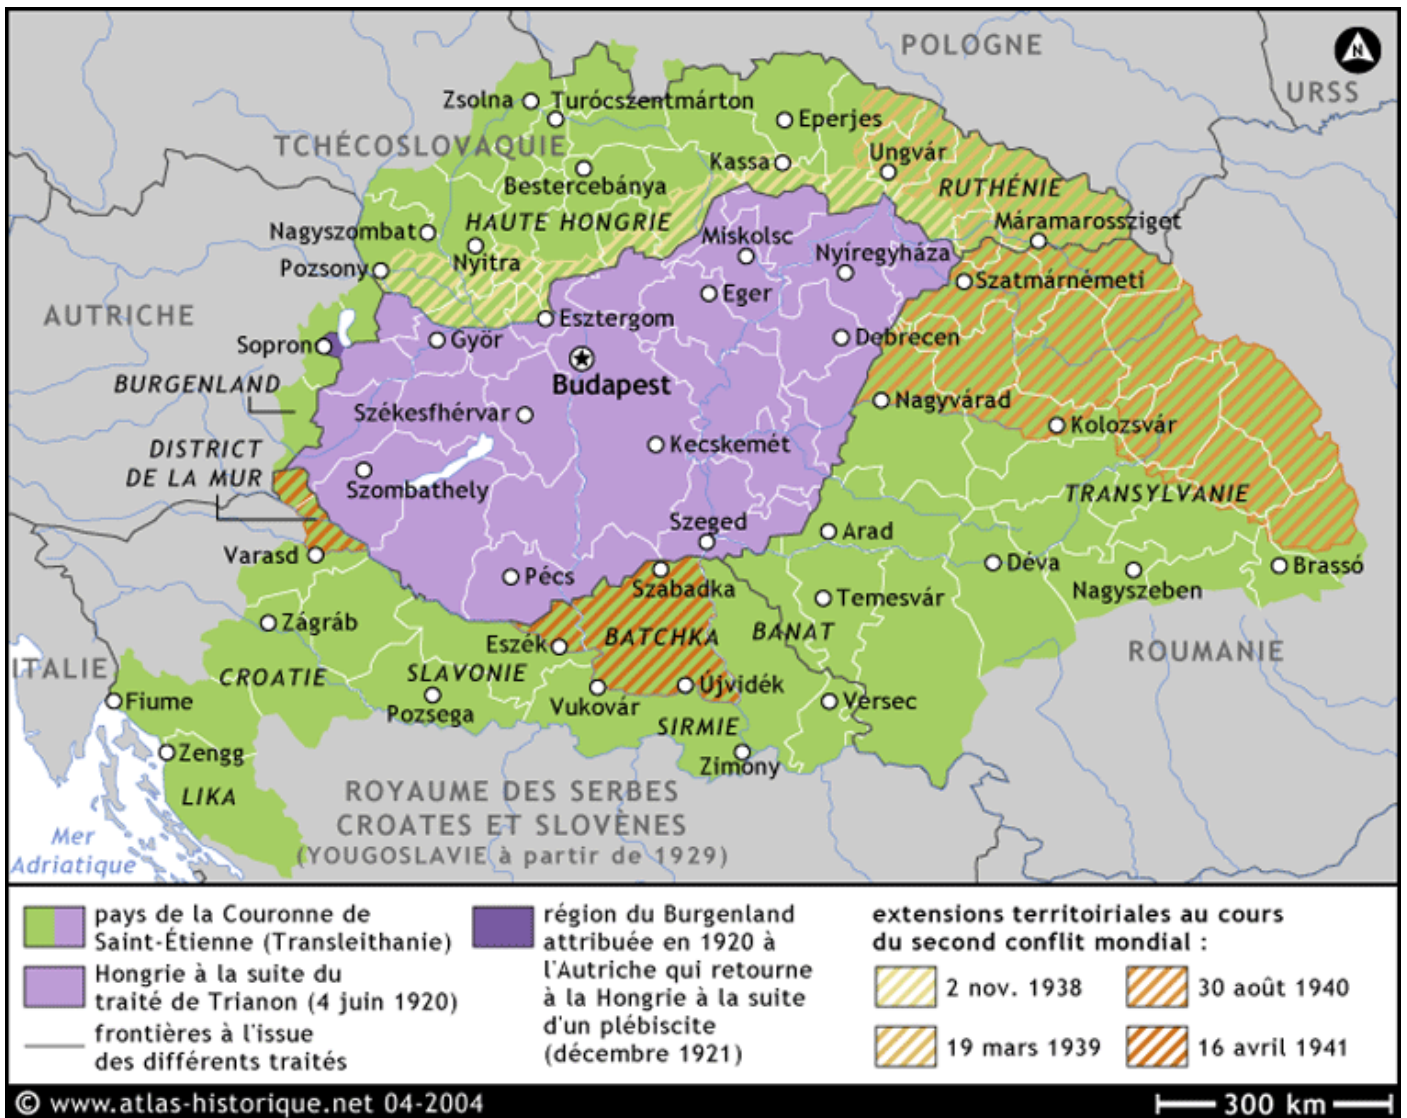 POLOGNE
URSS
Zsolna
Turócszentmárton
Eperjes
TCHÉCOSLOVAQUIE
Kassa
Ungvár
Bestercebánya
RUTHÉNIE
HAUTE HONGRIE
Máramarossziget
Nagyszombat
Miskolsc
Nyitra
Nyíregyháza
Pozsony
Szatmárnémeti
Eger
AUTRICHE
Esztergom
Sopron
Györ
Debrecen
BURGENLAND
Budapest
Nagyvárad
Székesfhérvar
Kolozsvár
Kecskemét
DISTRICT
DE LA MUR
Szombathely
TRANSYLVANIE
Szeged
Arad
Varasd
Pécs
Déva
Brassó
Szabadka
Nagyszeben
Temesvár
Zágráb
BATCHKA
BANAT
Eszék
ITALIE
CROATIE
SLAVONIE
ROUMANIE
Újvidék
Fiume
Vukovár
Versec
Pozsega
SIRMIE
Zengg
Zimony
LIKA
ROYAUME DES SERBES
CROATES ET SLOVÈNES
(YOUGOSLAVIE à partir de 1929)
Mer
Adriatique
pays de la Couronne de
Saint-Étienne (Transleithanie)
Hongrie à la suite du
traité de Trianon (4 juin 1920)
frontières à l'issue
des différents traités
région du Burgenland
attribuée en 1920 à
l'Autriche qui retourne
à la Hongrie à la suite
d'un plébiscite
(décembre 1921)
extensions territoiriales au cours
du second conflit mondial :
2 nov. 1938
30 août 1940
19 mars 1939
16 avril 1941
© www.atlas-historique.net 04-2004
300 km
N